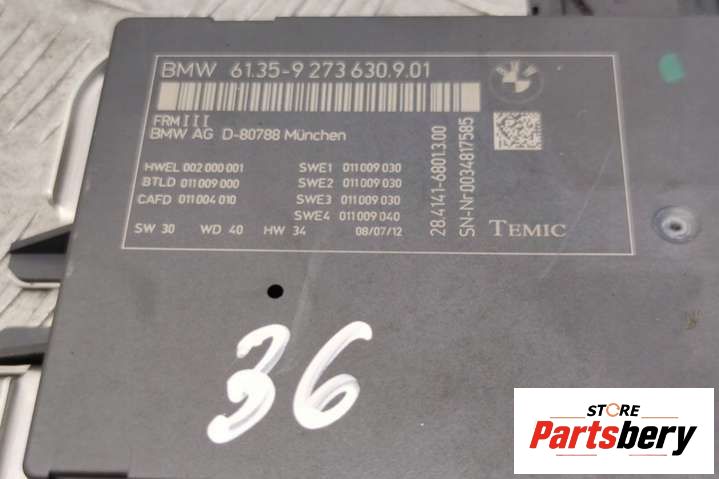 BMW 61.35-9 273 630.9.01
FRM III
BMW AG D-80788 München
HWEL 002 000 001
BTLD 011 009 000
CAFD 011 004 010
SWE1 011 009 030
SWE2 011 009 030
SWE3 011 009 030
SWE4 011 009 040
SW 30 WD 40 HW 34 08/07/12
28.4141-6801.3.00
SN-Nr 0034817585
TEMIC
36
STORE
Partsbery